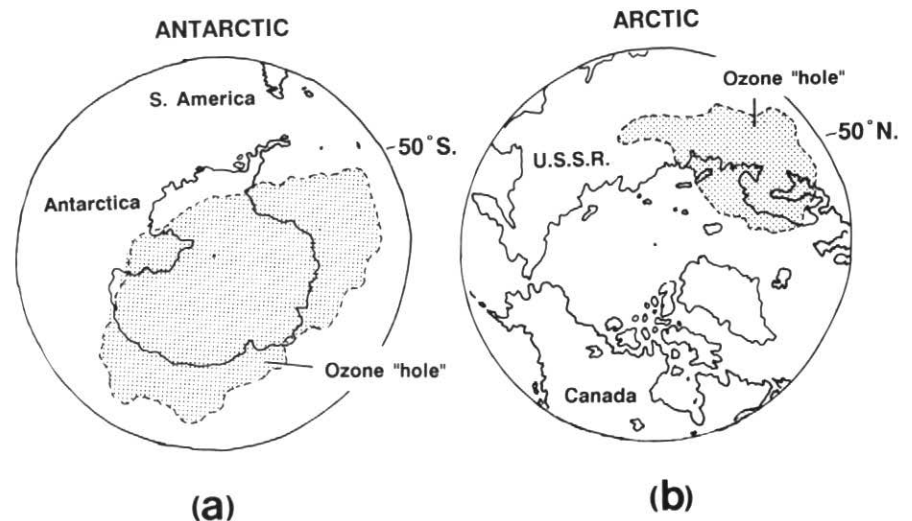 ANTARCTIC
S. America
50°S.
Antarctica
Ozone "hole"
(a)
ARCTIC
Ozone "hole"
50°N.
U.S.S.R.
Canada
(b)